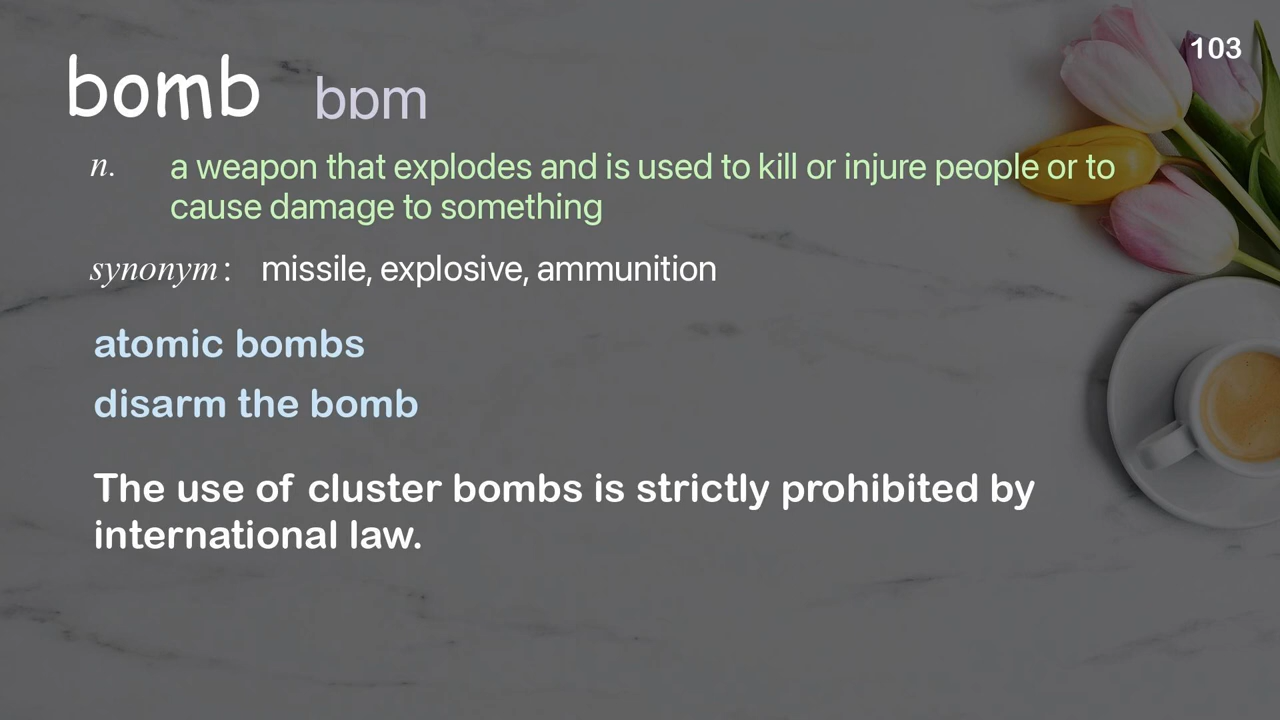 103
bomb bɒm
n. a weapon that explodes and is used to kill or injure people or to
cause damage to something
synonym: missile, explosive, ammunition
atomic bombs
disarm the bomb
The use of cluster bombs is strictly prohibited by
international law.